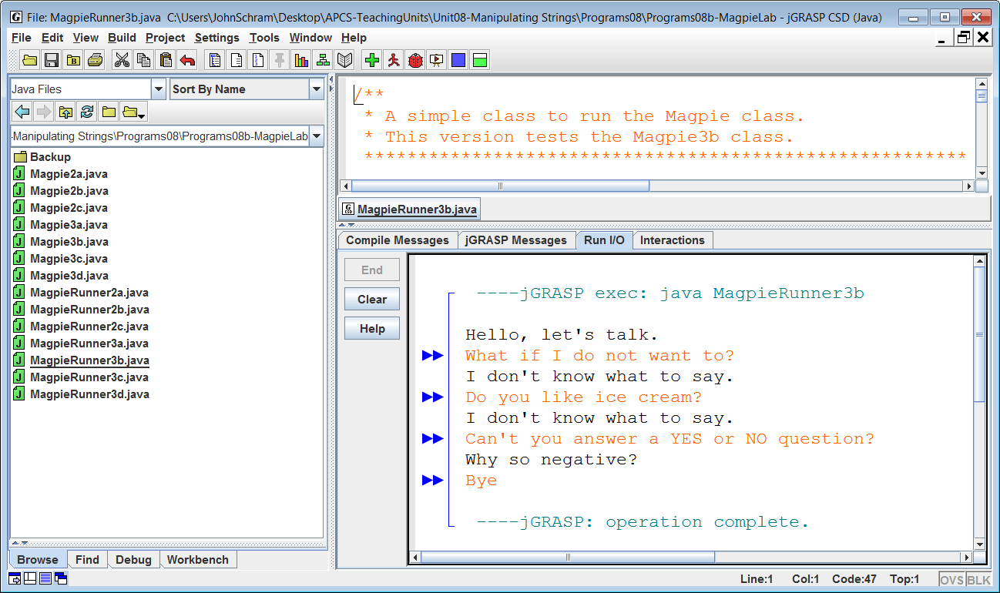 File: MagpieRunner3b.java  C:\Users\JohnSchram\Desktop\APCS-TeachingUnits\Unit08-Manipulating Strings\Programs08\Programs08b-MagpieLab - jGRASP CSD (Java)
File Edit View Build Project Settings Tools Window Help
Java Files
Sort By Name
-Manipulating Strings\Programs08\Programs08b-MagpieLab
Backup
Magpie2a.java
Magpie2b.java
Magpie2c.java
Magpie3a.java
Magpie3b.java
Magpie3c.java
Magpie3d.java
MagpieRunner2a.java
MagpieRunner2b.java
MagpieRunner2c.java
MagpieRunner3a.java
MagpieRunner3b.java
MagpieRunner3c.java
MagpieRunner3d.java
Browse Find Debug Workbench
/**
* A simple class to run the Magpie class.
* This version tests the Magpie3b class.
********************************************************
MagpieRunner3b.java
Compile Messages jGRASP Messages Run I/O Interactions
End
Clear
Help
----jGRASP exec: java MagpieRunner3b
Hello, let's talk.
What if I do not want to?
I don't know what to say.
Do you like ice cream?
I don't know what to say.
Can't you answer a YES or NO question?
Why so negative?
Bye
----jGRASP: operation complete.
Line:1 Col:1 Code:47 Top:1 OVS BLK